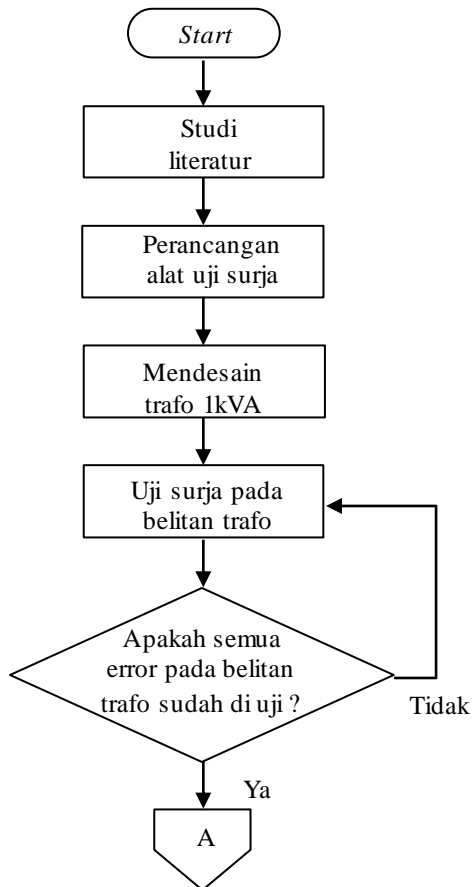 Start
Studi
literatur
Perancangan
alat uji surja
Mendesain
trafo 1kVA
Uji surja pada
belitan trafo
Apakah semua
error pada belitan
trafo sudah di uji ?
Tidak
Ya
A